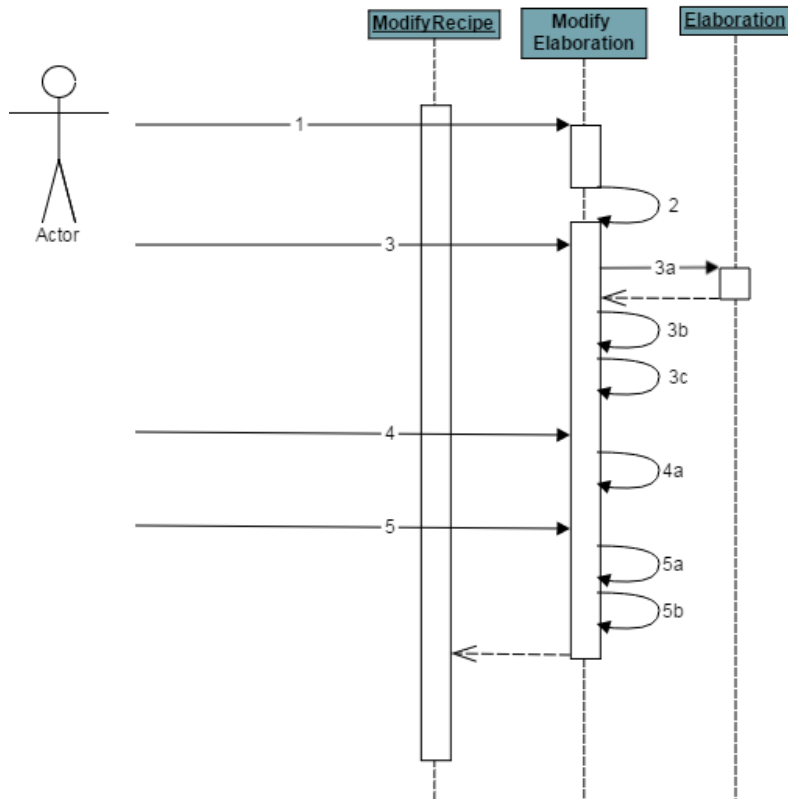 ModifyRecipe
Modify
Elaboration
Elaboration
Actor
1
2
3
3a
3b
3c
4
4a
5
5a
5b